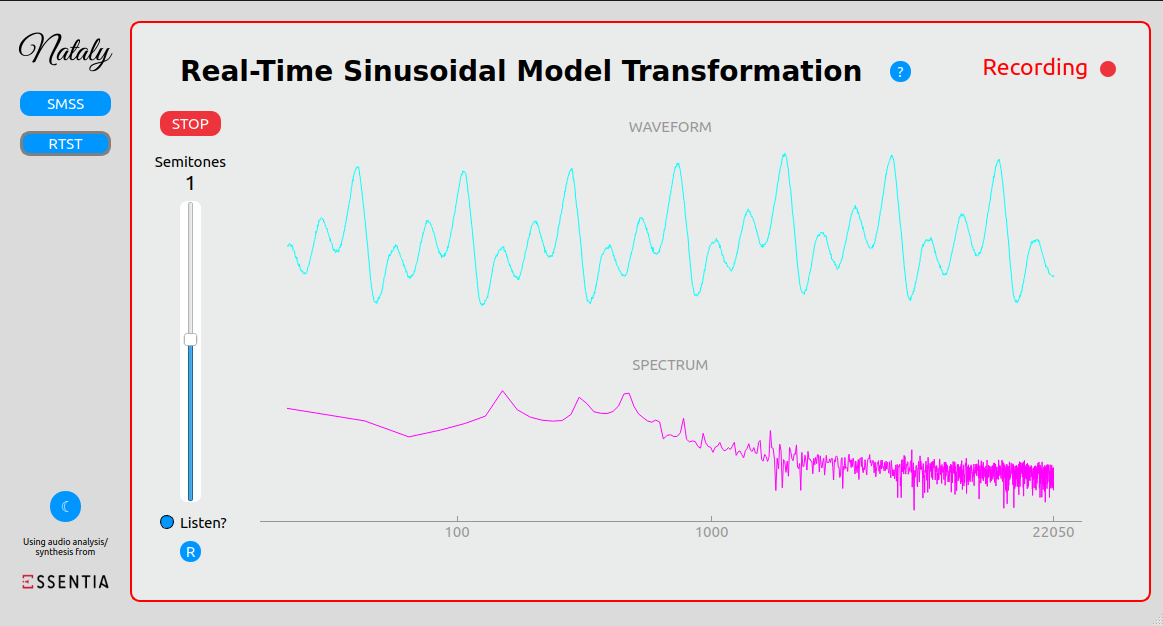 Nataly
SMSS
RTST
Real-Time Sinusoidal Model Transformation
?
Recording
STOP
Semitones
1
WAVEFORM
SPECTRUM
Listen?
R
100
1000
22050
Using audio analysis/
synthesis from
ESSENTIA